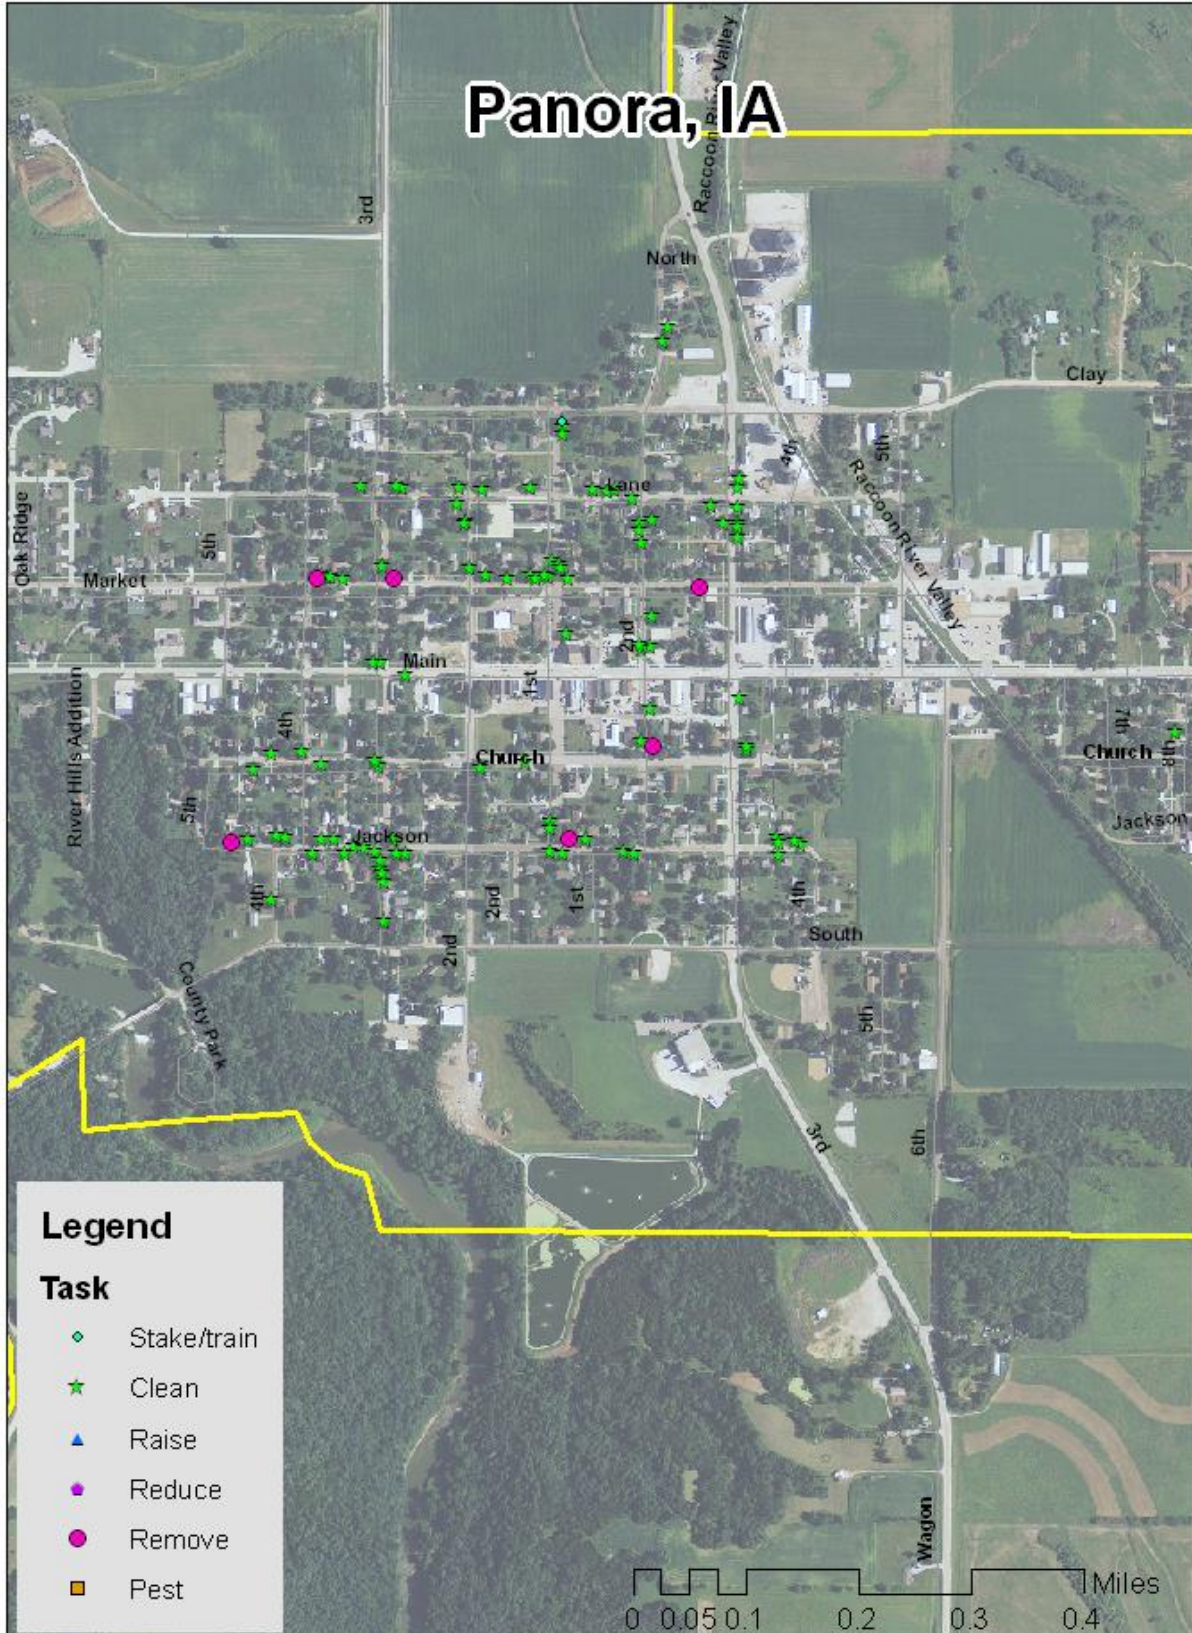 Panora, IA
Raccoon River Valley
3rd
North
Clay
4th
5th
Lane
Raccoon River Valley
Oak Ridge
5th
Market
2nd
Main
1st
River Hills Addition
4th
Church
7th
8th
Church
5th
Jackson
Jackson
4th
2nd
1st
4th
South
2nd
County Park
5th
3rd
6th
Legend
Task
Stake/train
Clean
Raise
Reduce
Remove
Pest
Wagon
Miles
0 0.05 0.1 0.2 0.3 0.4